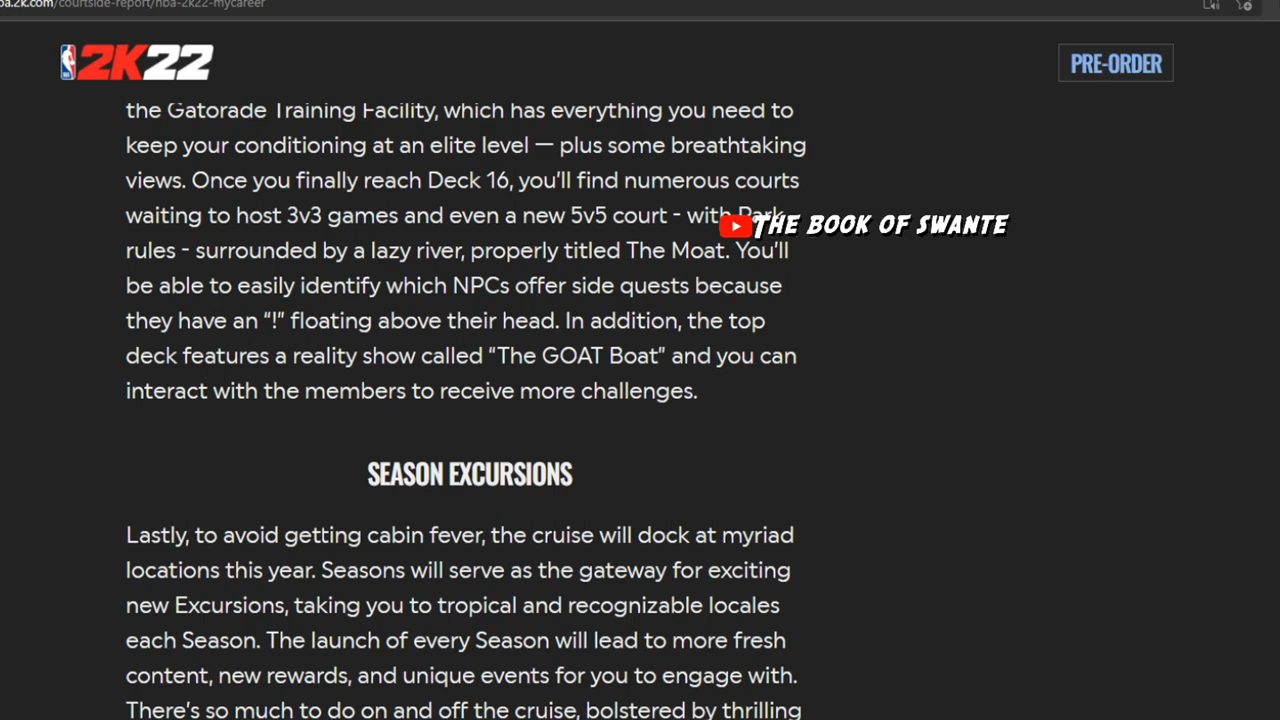 ba.2k.com/courtside-report/nba-2k22-mycareer
2K22
PRE-ORDER
the Gatorade Training Facility, which has everything you need to
keep your conditioning at an elite level — plus some breathtaking
views. Once you finally reach Deck 16, you’ll find numerous courts
waiting to host 3v3 games and even a new 5v5 court - with Park
THE BOOK OF SWANTE
rules - surrounded by a lazy river, properly titled The Moat. You’ll
be able to easily identify which NPCs offer side quests because
they have an “!” floating above their head. In addition, the top
deck features a reality show called “The GOAT Boat” and you can
interact with the members to receive more challenges.
SEASON EXCURSIONS
Lastly, to avoid getting cabin fever, the cruise will dock at myriad
locations this year. Seasons will serve as the gateway for exciting
new Excursions, taking you to tropical and recognizable locales
each Season. The launch of every Season will lead to more fresh
content, new rewards, and unique events for you to engage with.
There’s so much to do on and off the cruise, bolstered by thrilling